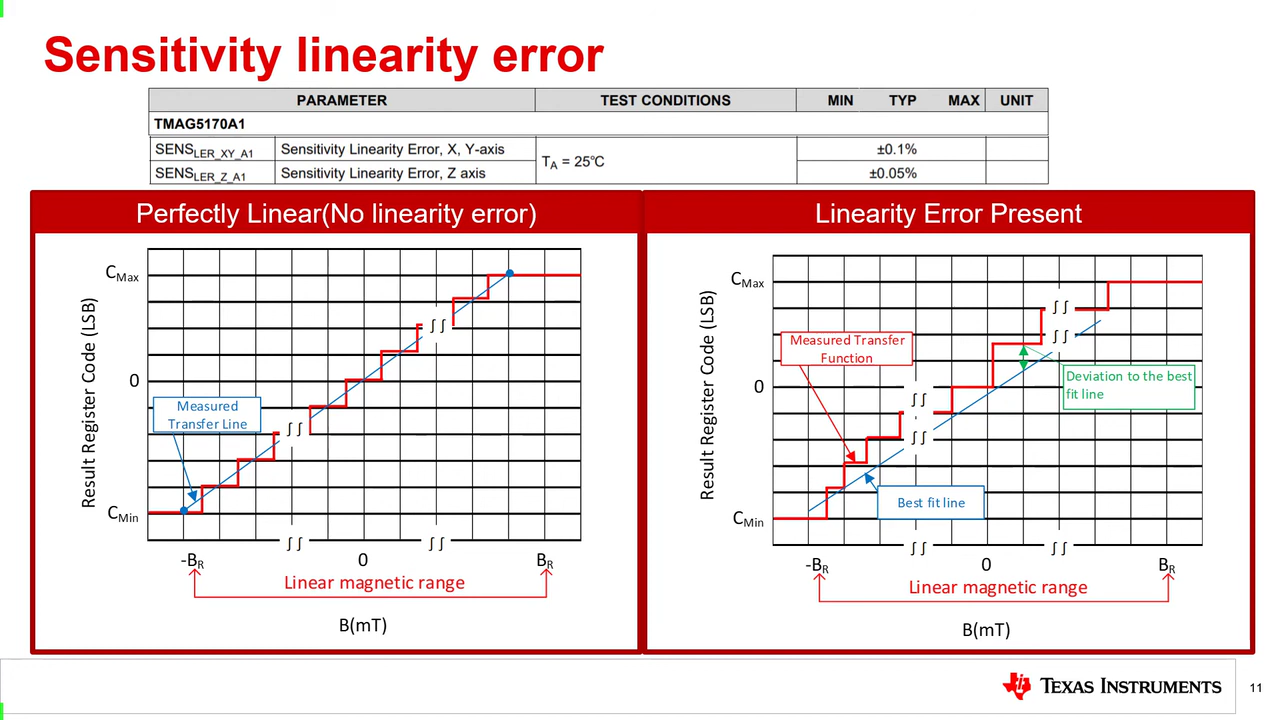 Sensitivity linearity error
PARAMETER TEST CONDITIONS MIN TYP MAX UNIT
TMAG5170A1
SENSLER_XY_A1 Sensitivity Linearity Error, X, Y-axis TA = 25℃ ±0.1%
SENSLER_Z_A1 Sensitivity Linearity Error, Z axis ±0.05%
Perfectly Linear(No linearity error)
Result Register Code (LSB)
CMax
0
CMin
Measured
Transfer Line
∫ ∫
∫ ∫
∫ ∫
∫ ∫
-BR 0 BR
Linear magnetic range
B(mT)
Linearity Error Present
Result Register Code (LSB)
CMax
0
CMin
Measured Transfer
Function
∫ ∫
∫ ∫
Deviation to the best
fit line
∫ ∫
∫ ∫
Best fit line
∫ ∫
∫ ∫
-BR 0 BR
Linear magnetic range
B(mT)
TEXAS INSTRUMENTS
11